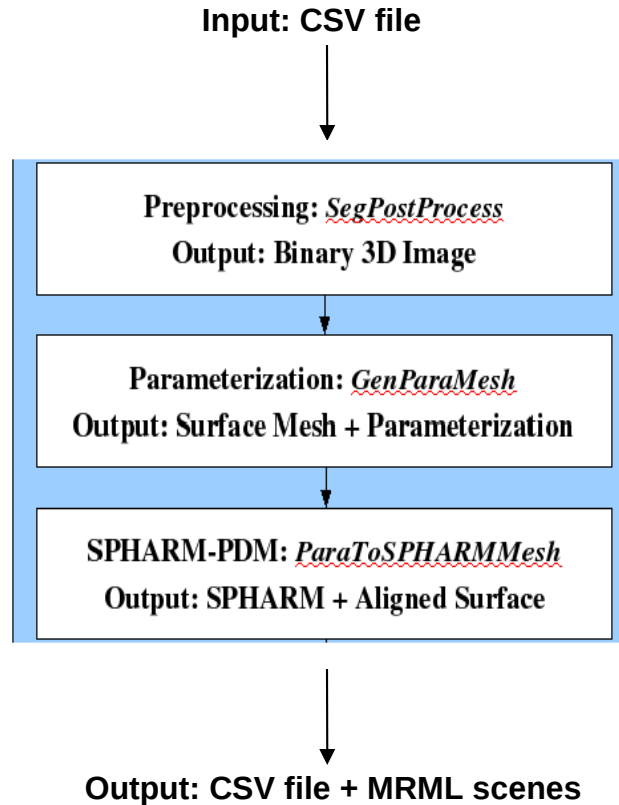 Input: CSV file
Preprocessing: SegPostProcess
Output: Binary 3D Image
Parameterization: GenParaMesh
Output: Surface Mesh + Parameterization
SPHARM-PDM: ParaToSPHARMMesh
Output: SPHARM + Aligned Surface
Output: CSV file + MRML scenes